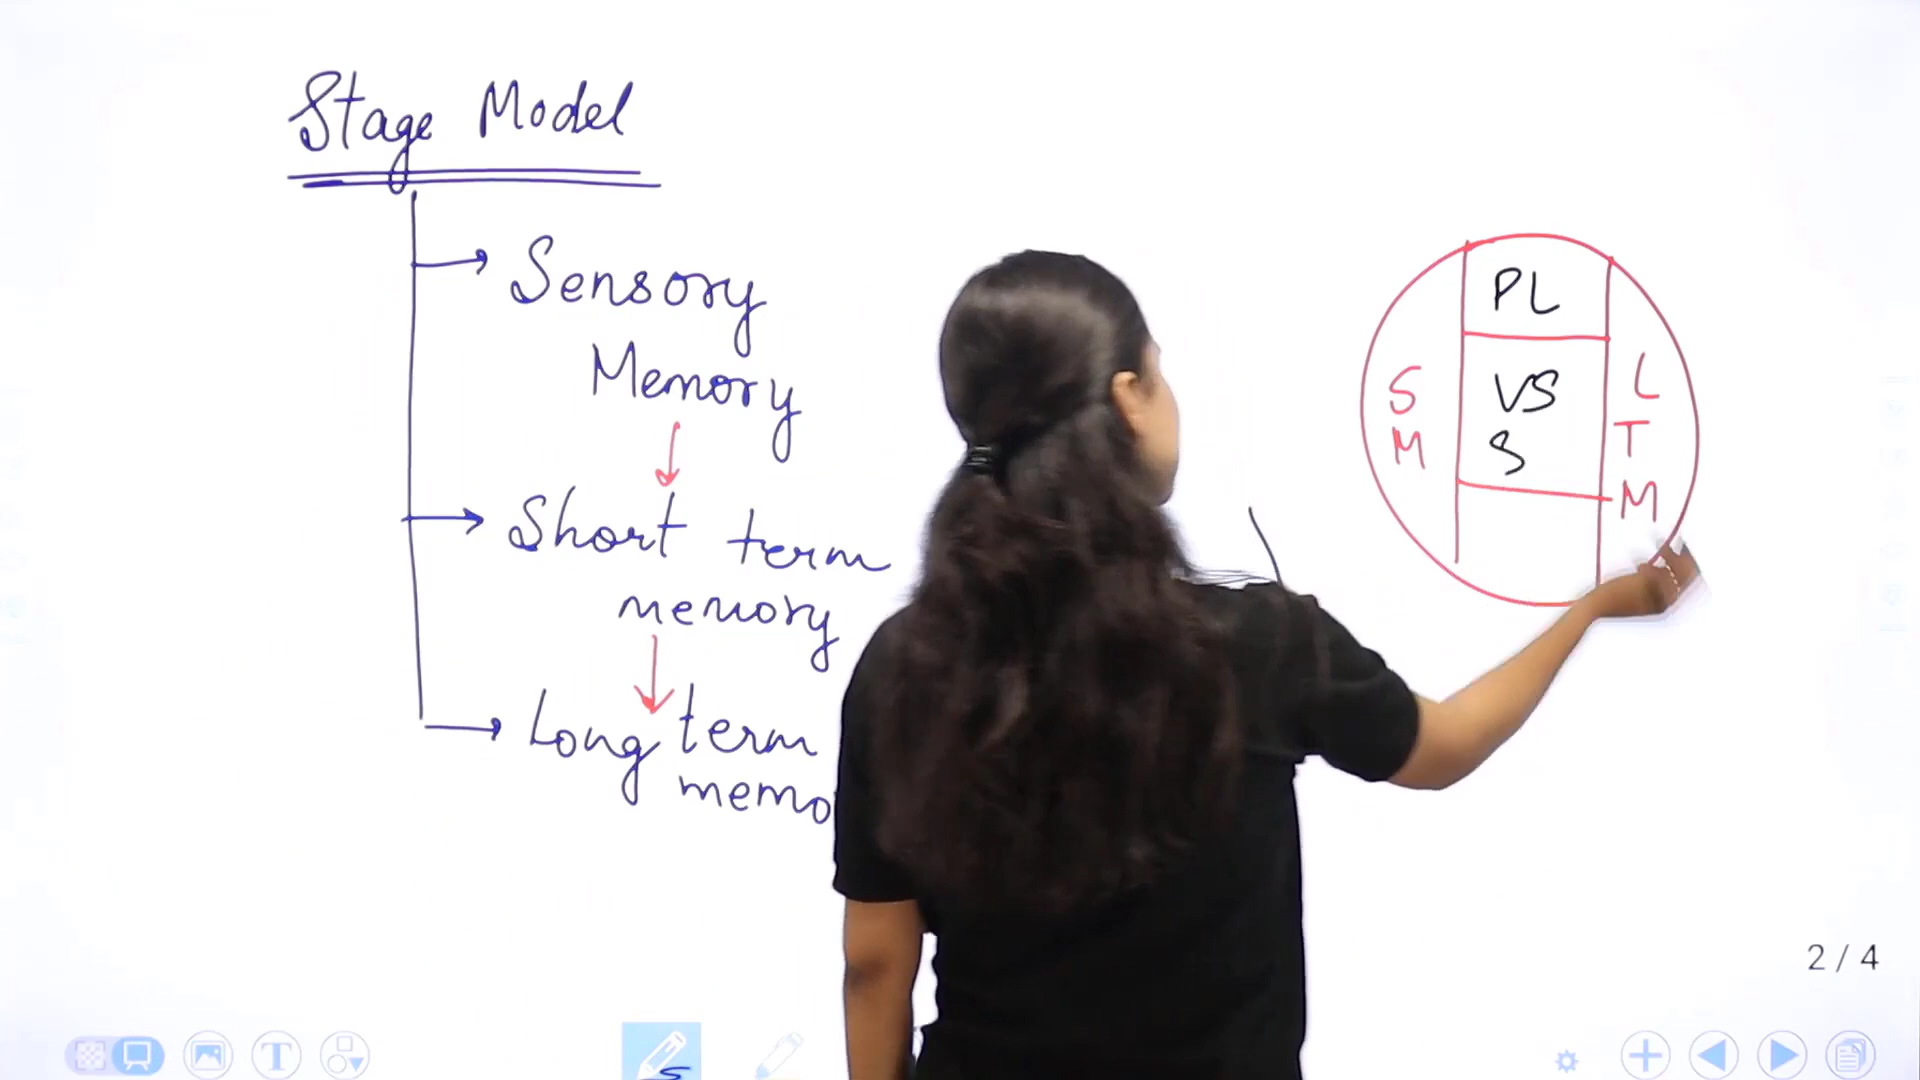 Stage Model
Sensory
Memory
Short term
memory
Long term
memo
PL
VS
S
S
M
L
T
M
2 / 4
T